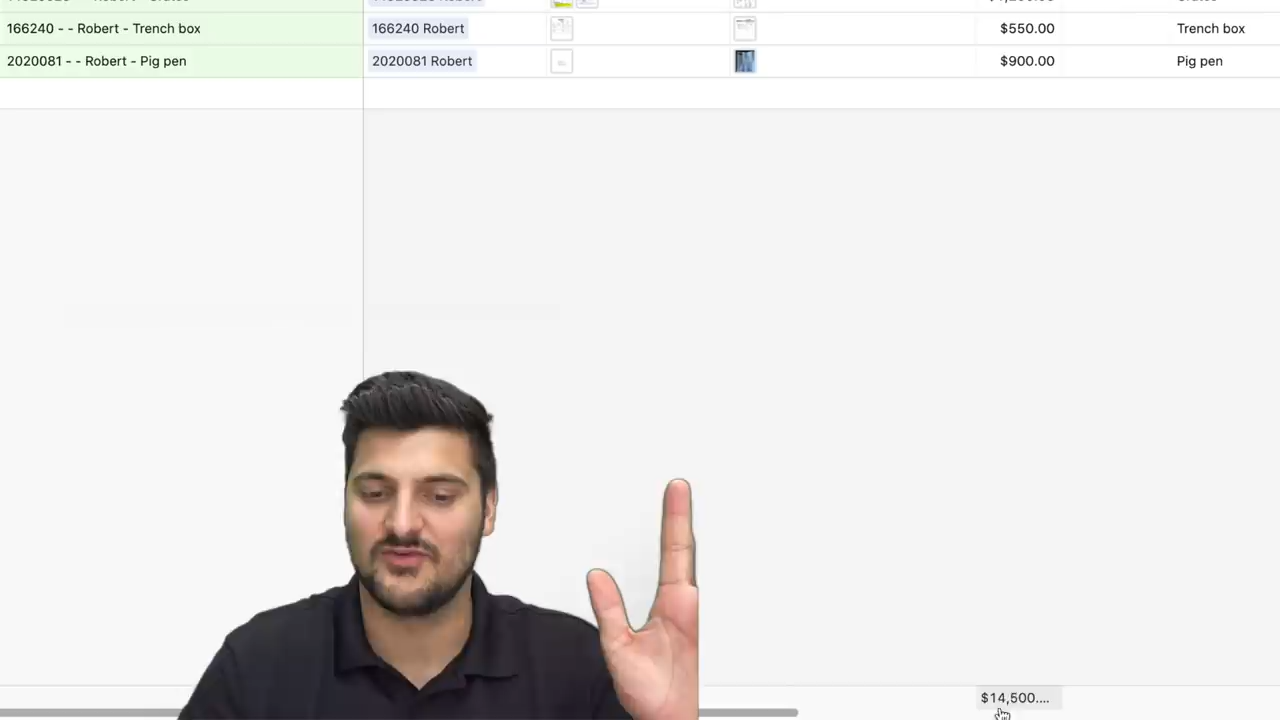 166240 - - Robert - Trench box 166240 Robert $550.00 Trench box
2020081 - - Robert - Pig pen 2020081 Robert $900.00 Pig pen
$14,500....